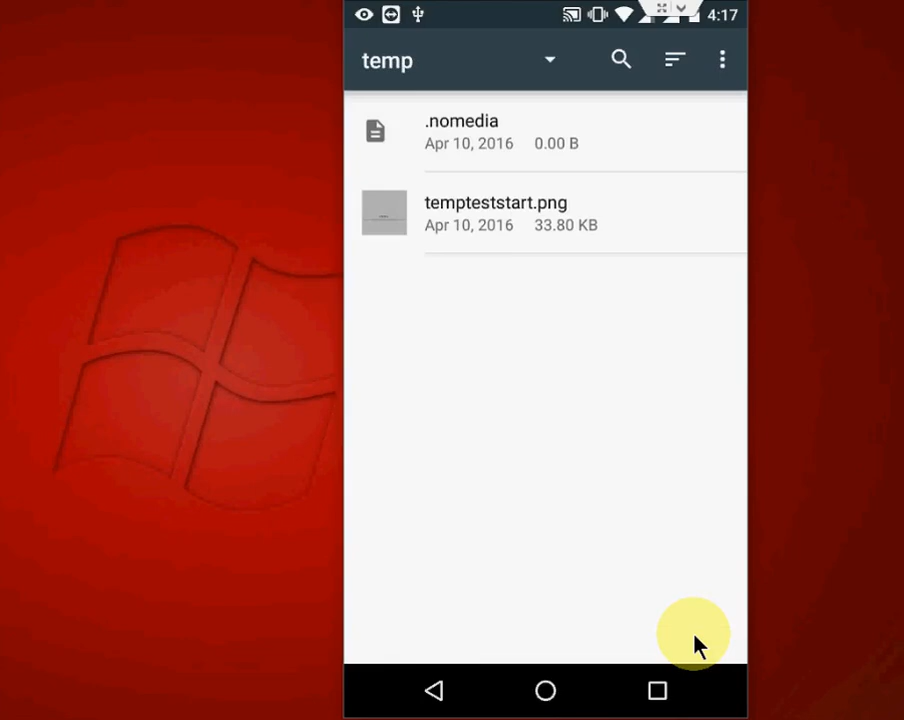 4:17
temp
.nomedia
Apr 10, 2016 0.00 B
tempteststart.png
Apr 10, 2016 33.80 KB